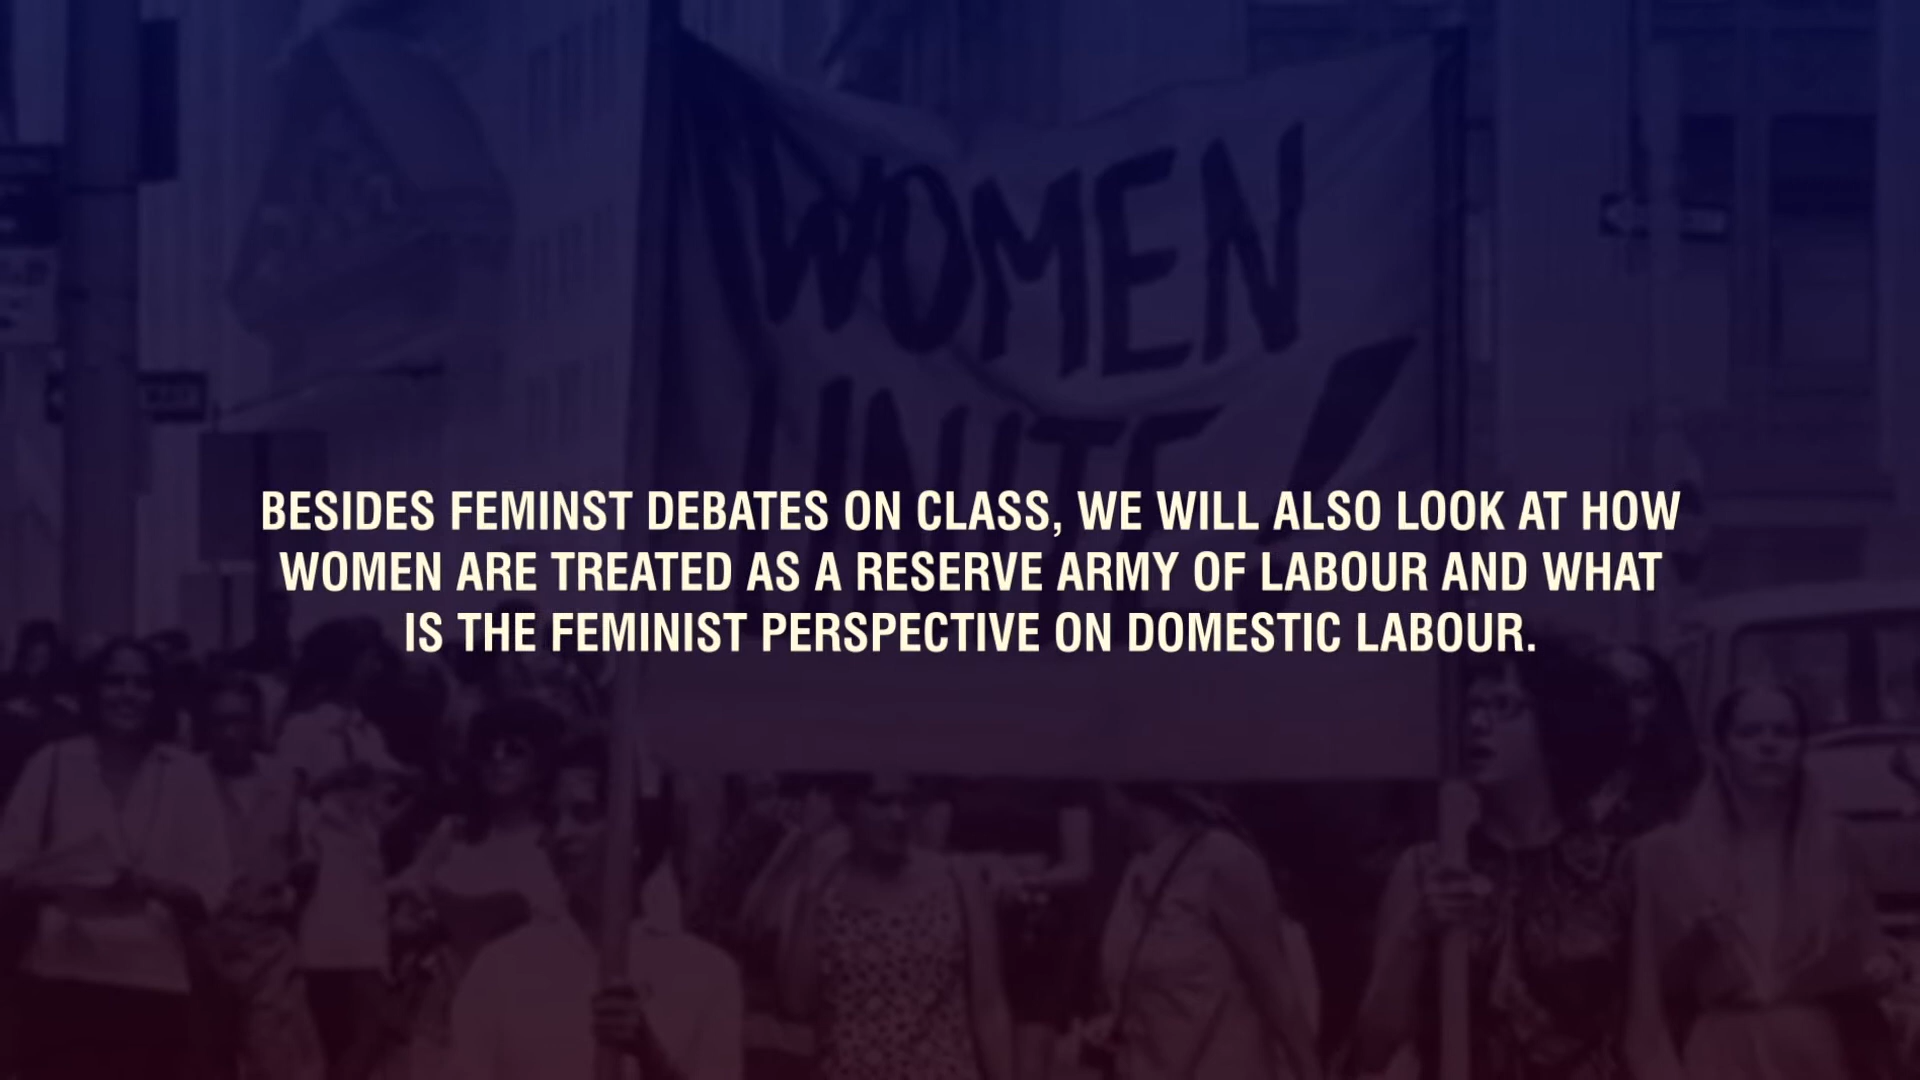 WOMEN
UNITE!
BESIDES FEMINST DEBATES ON CLASS, WE WILL ALSO LOOK AT HOW
WOMEN ARE TREATED AS A RESERVE ARMY OF LABOUR AND WHAT
IS THE FEMINIST PERSPECTIVE ON DOMESTIC LABOUR.